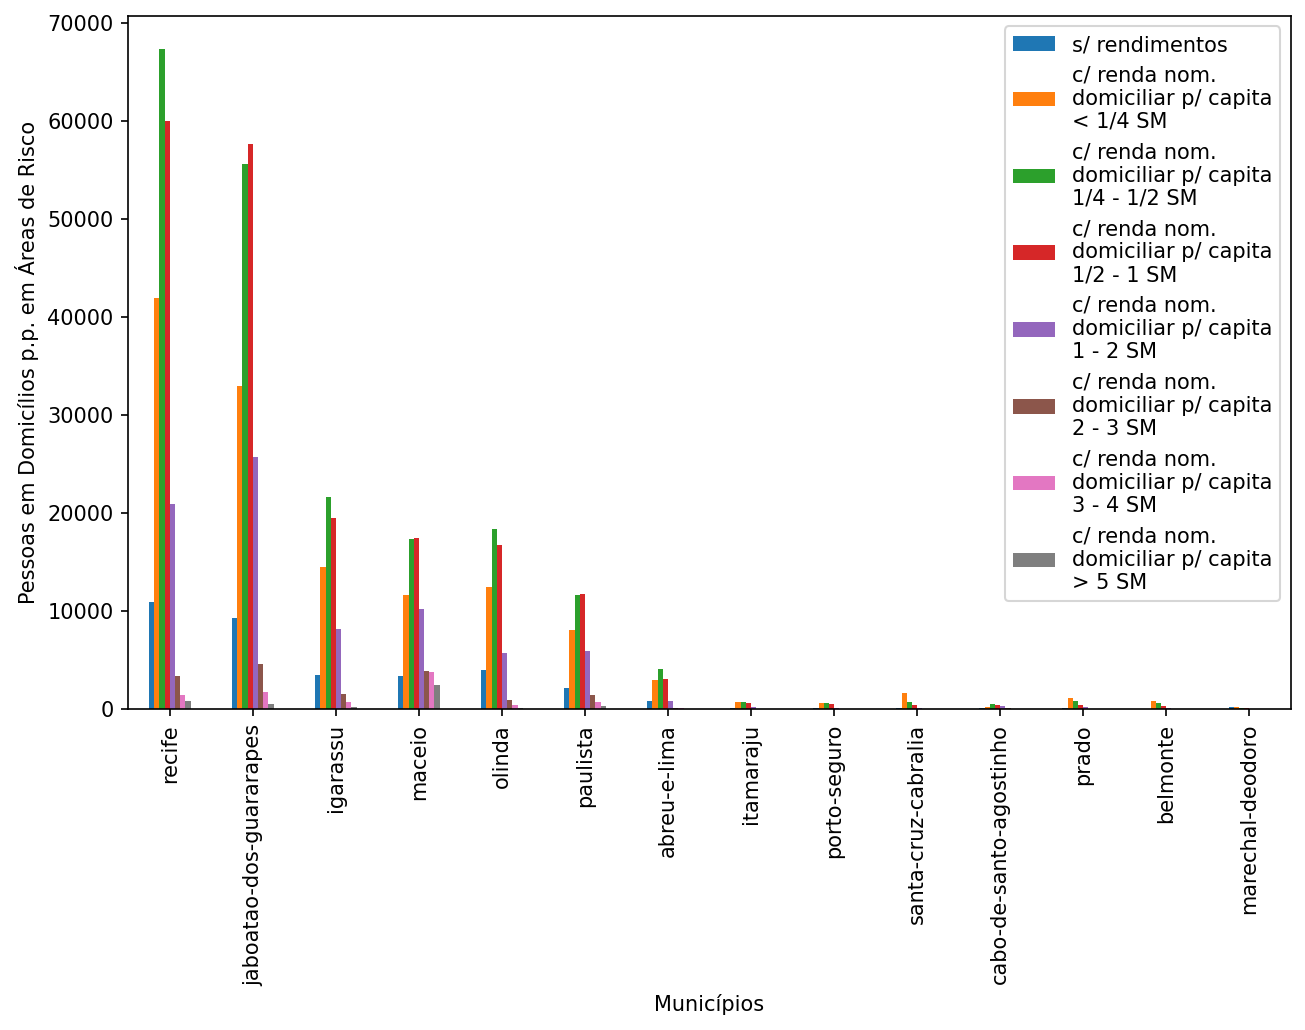 70000
60000
50000
40000
30000
20000
10000
0
Pessoas em Domicílios p.p. em Áreas de Risco
s/ rendimentos
c/ renda nom.
domiciliar p/ capita
< 1/4 SM
c/ renda nom.
domiciliar p/ capita
1/4 - 1/2 SM
c/ renda nom.
domiciliar p/ capita
1/2 - 1 SM
c/ renda nom.
domiciliar p/ capita
1 - 2 SM
c/ renda nom.
domiciliar p/ capita
2 - 3 SM
c/ renda nom.
domiciliar p/ capita
3 - 4 SM
c/ renda nom.
domiciliar p/ capita
> 5 SM
recife
jaboatao-dos-guararapes
igarassu
maceio
olinda
paulista
abreu-e-lima
itamaraju
porto-seguro
santa-cruz-cabralia
cabo-de-santo-agostinho
prado
belmonte
marechal-deodoro
Municípios